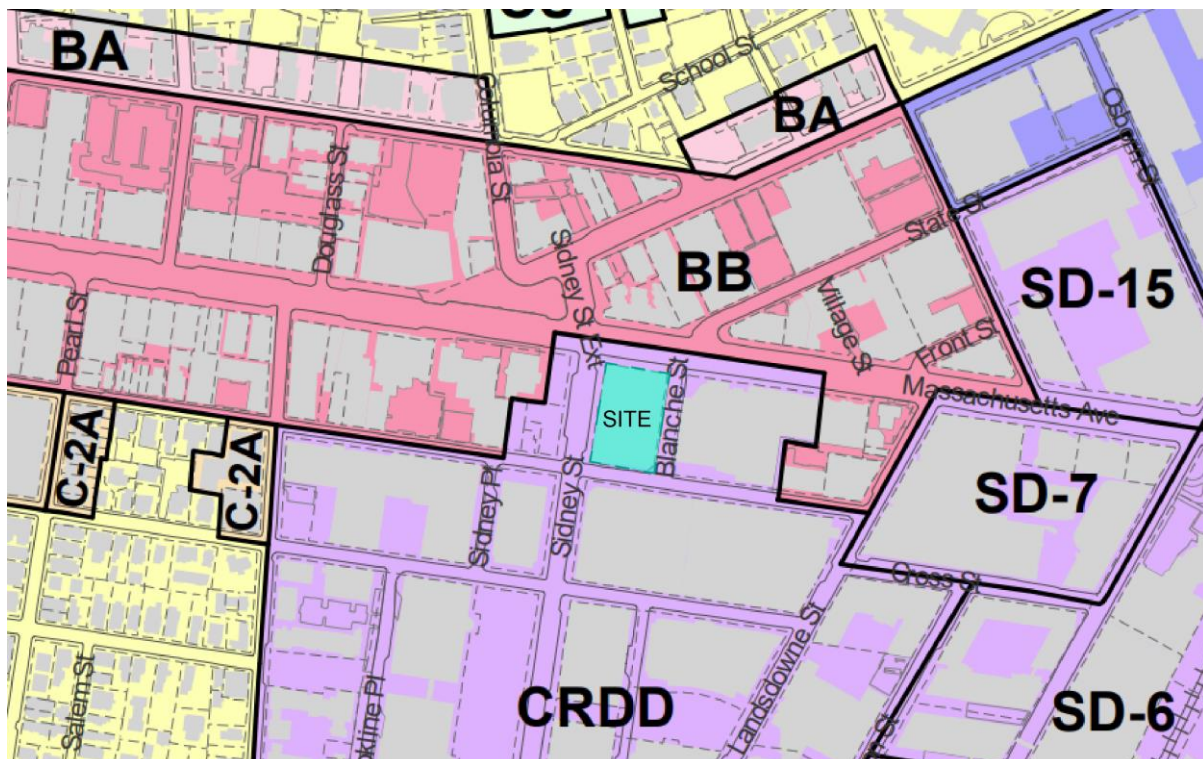 BA
School St
BA
Columbia St
Douglass St
Sidney St Ext
BB
State St
SD-15
Pearl St
Village St
Front St
Massachusetts Ave
SITE
Blanche St
C-2A
C-2A
Sidney Pl
Sidney St
SD-7
Cross St
Landsdowne St
CRDD
SD-6
Salem St